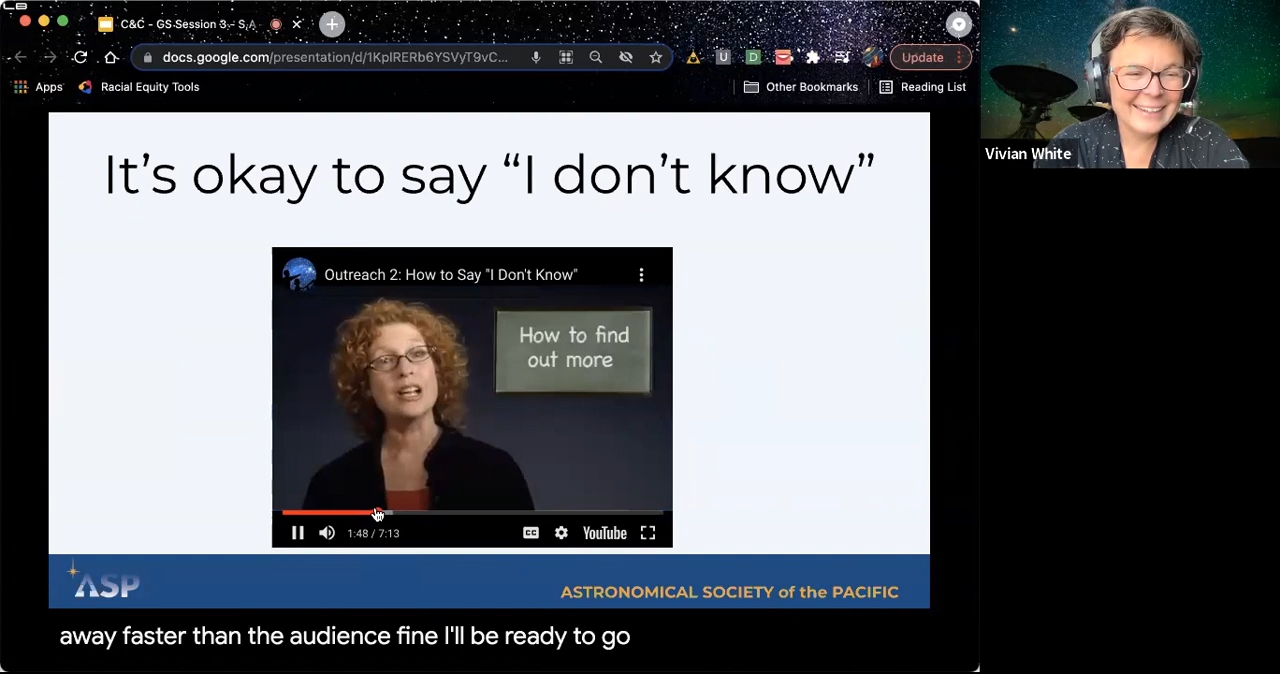 C&C - GS Session 3 - S,A
docs.google.com/presentation/d/1KplRERb6YSVyT9vC...
Update
Apps
Racial Equity Tools
Other Bookmarks
Reading List
Vivian White
It's okay to say “I don't know”
Outreach 2: How to Say "I Don't Know"
How to find
out more
1:48 / 7:13
CC
YouTube
ASP
ASTRONOMICAL SOCIETY of the PACIFIC
away faster than the audience fine I'll be ready to go